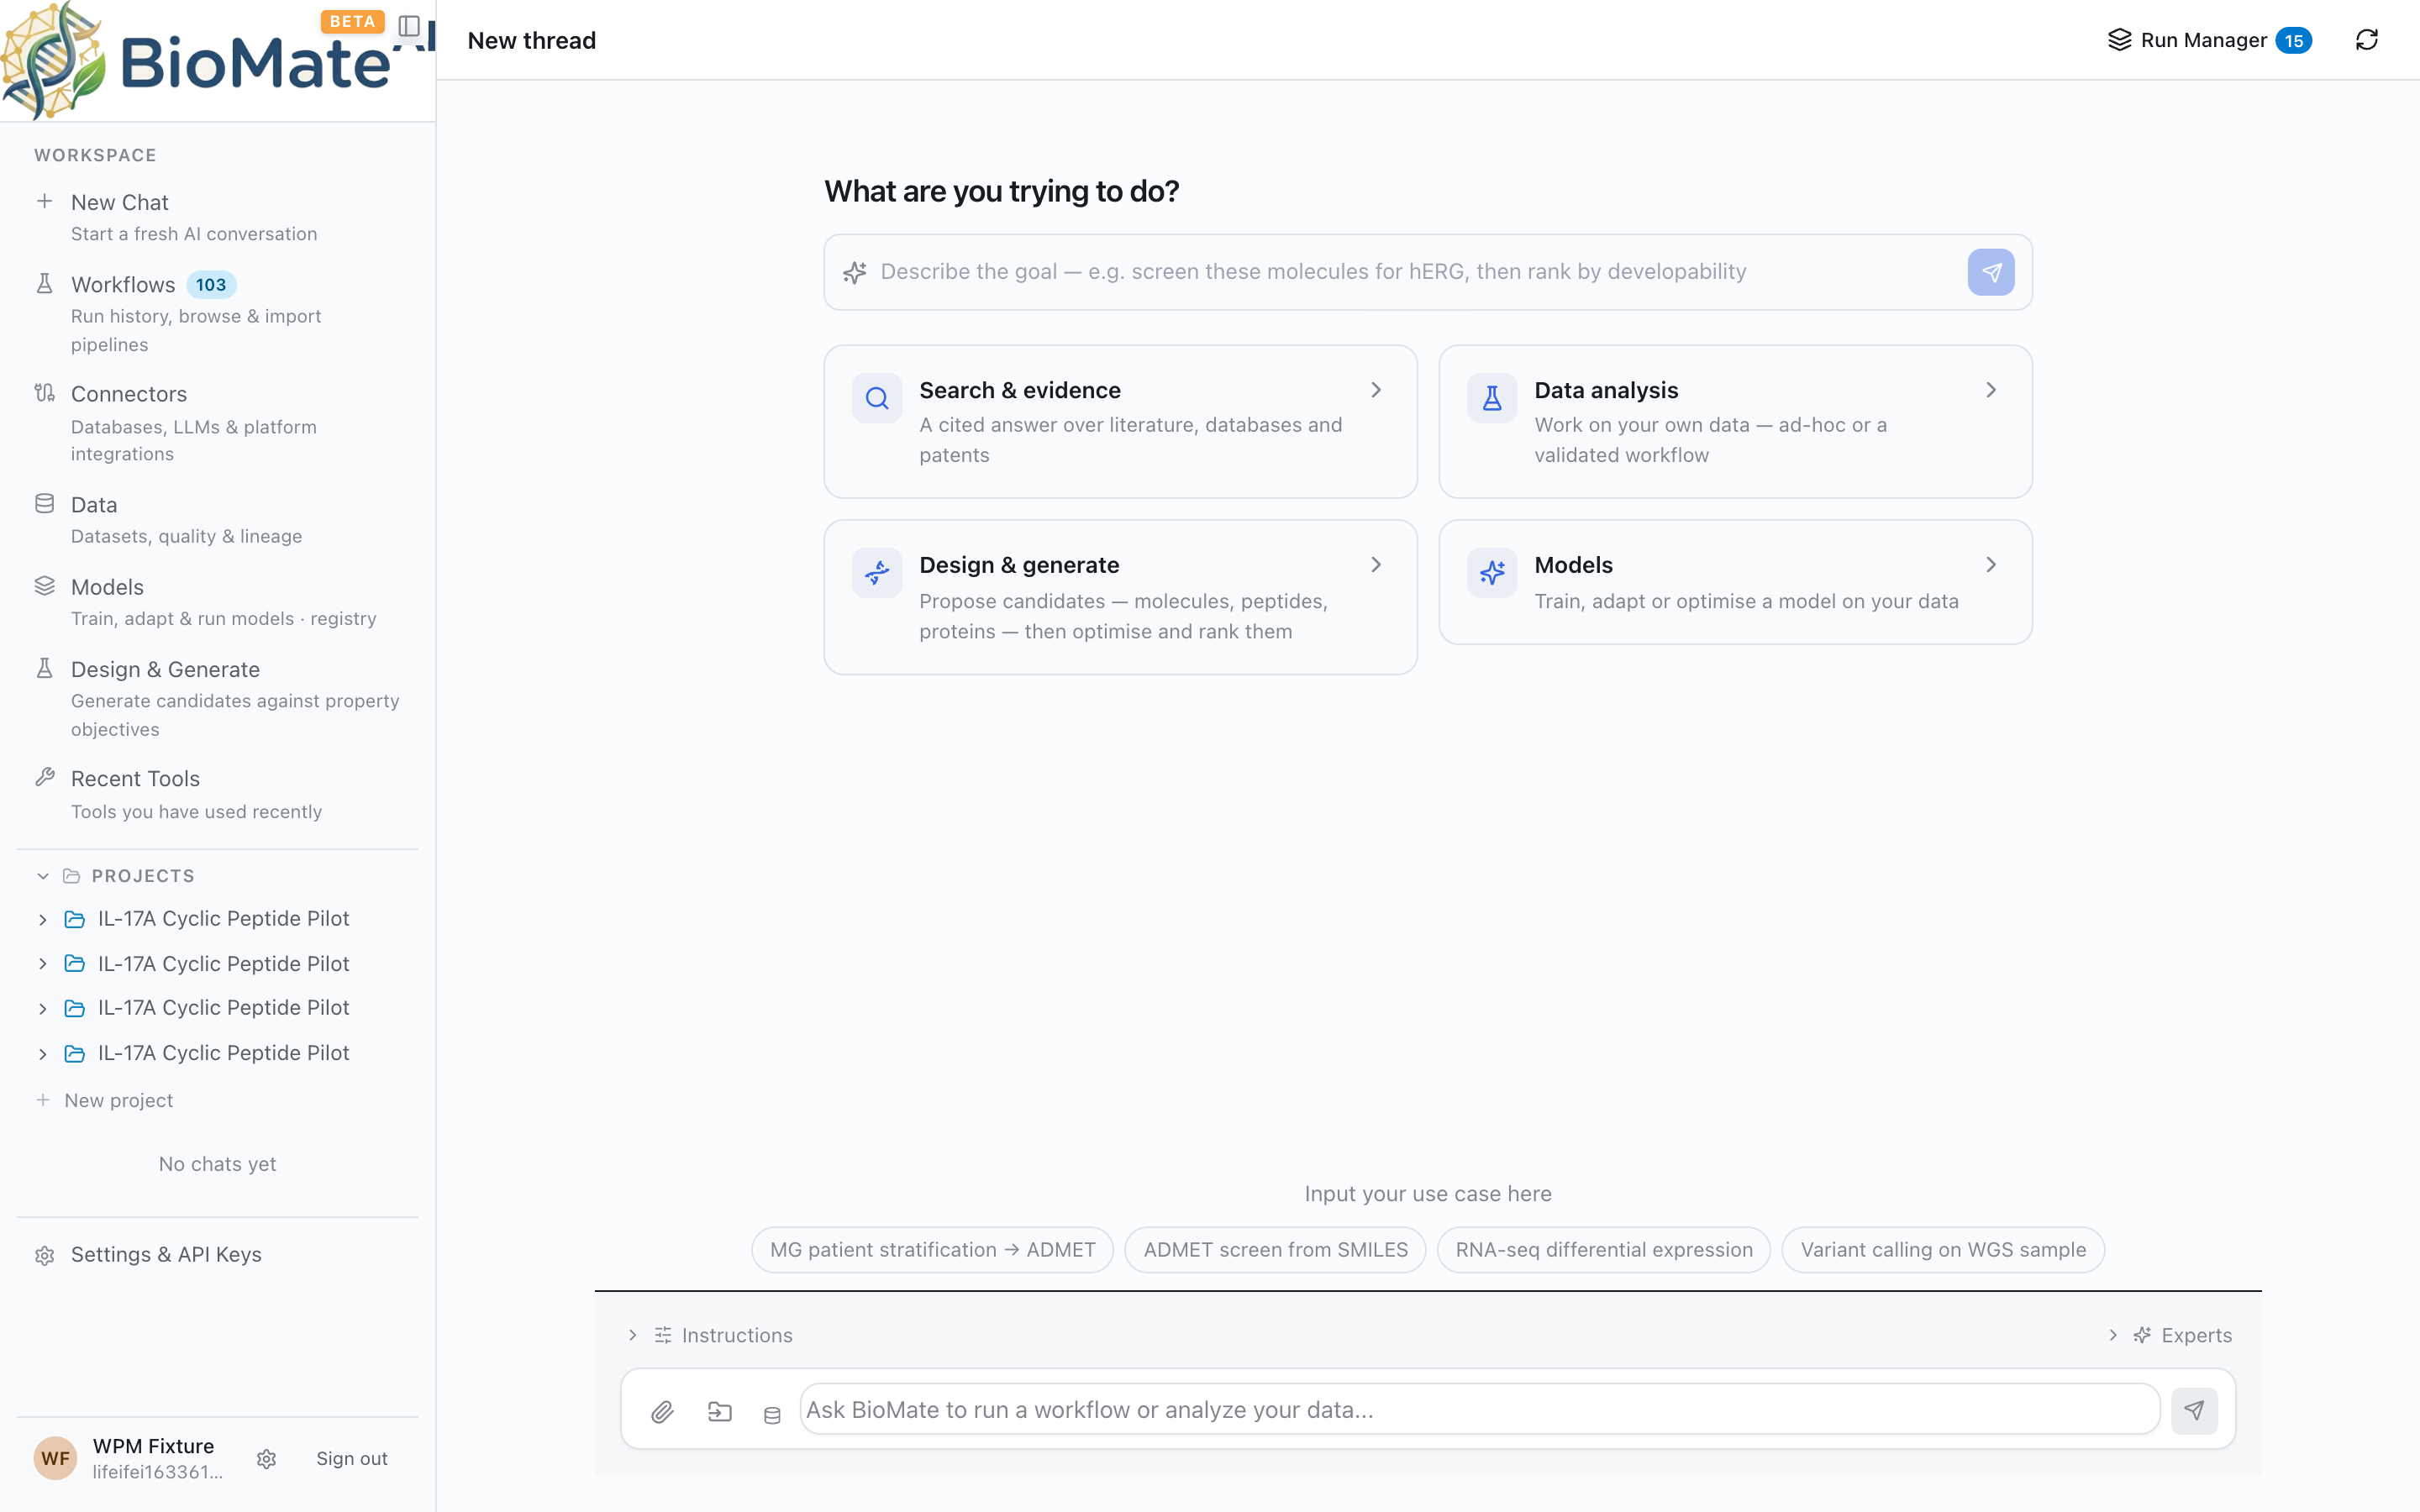 BioMate
BETA
New thread
Run Manager 15
WORKSPACE
New Chat
Start a fresh AI conversation
Workflows 103
Run history, browse & import
pipelines
Connectors
Databases, LLMs & platform
integrations
Data
Datasets, quality & lineage
Models
Train, adapt & run models · registry
Design & Generate
Generate candidates against property
objectives
Recent Tools
Tools you have used recently
PROJECTS
IL-17A Cyclic Peptide Pilot
IL-17A Cyclic Peptide Pilot
IL-17A Cyclic Peptide Pilot
IL-17A Cyclic Peptide Pilot
New project
No chats yet
Settings & API Keys
WF
WPM Fixture
lifeifei163361...
Sign out
What are you trying to do?
Describe the goal — e.g. screen these molecules for hERG, then rank by developability
Search & evidence
A cited answer over literature, databases and
patents
Data analysis
Work on your own data — ad-hoc or a
validated workflow
Design & generate
Propose candidates — molecules, peptides,
proteins — then optimise and rank them
Models
Train, adapt or optimise a model on your data
Input your use case here
MG patient stratification → ADMET
ADMET screen from SMILES
RNA-seq differential expression
Variant calling on WGS sample
Instructions
Experts
Ask BioMate to run a workflow or analyze your data...